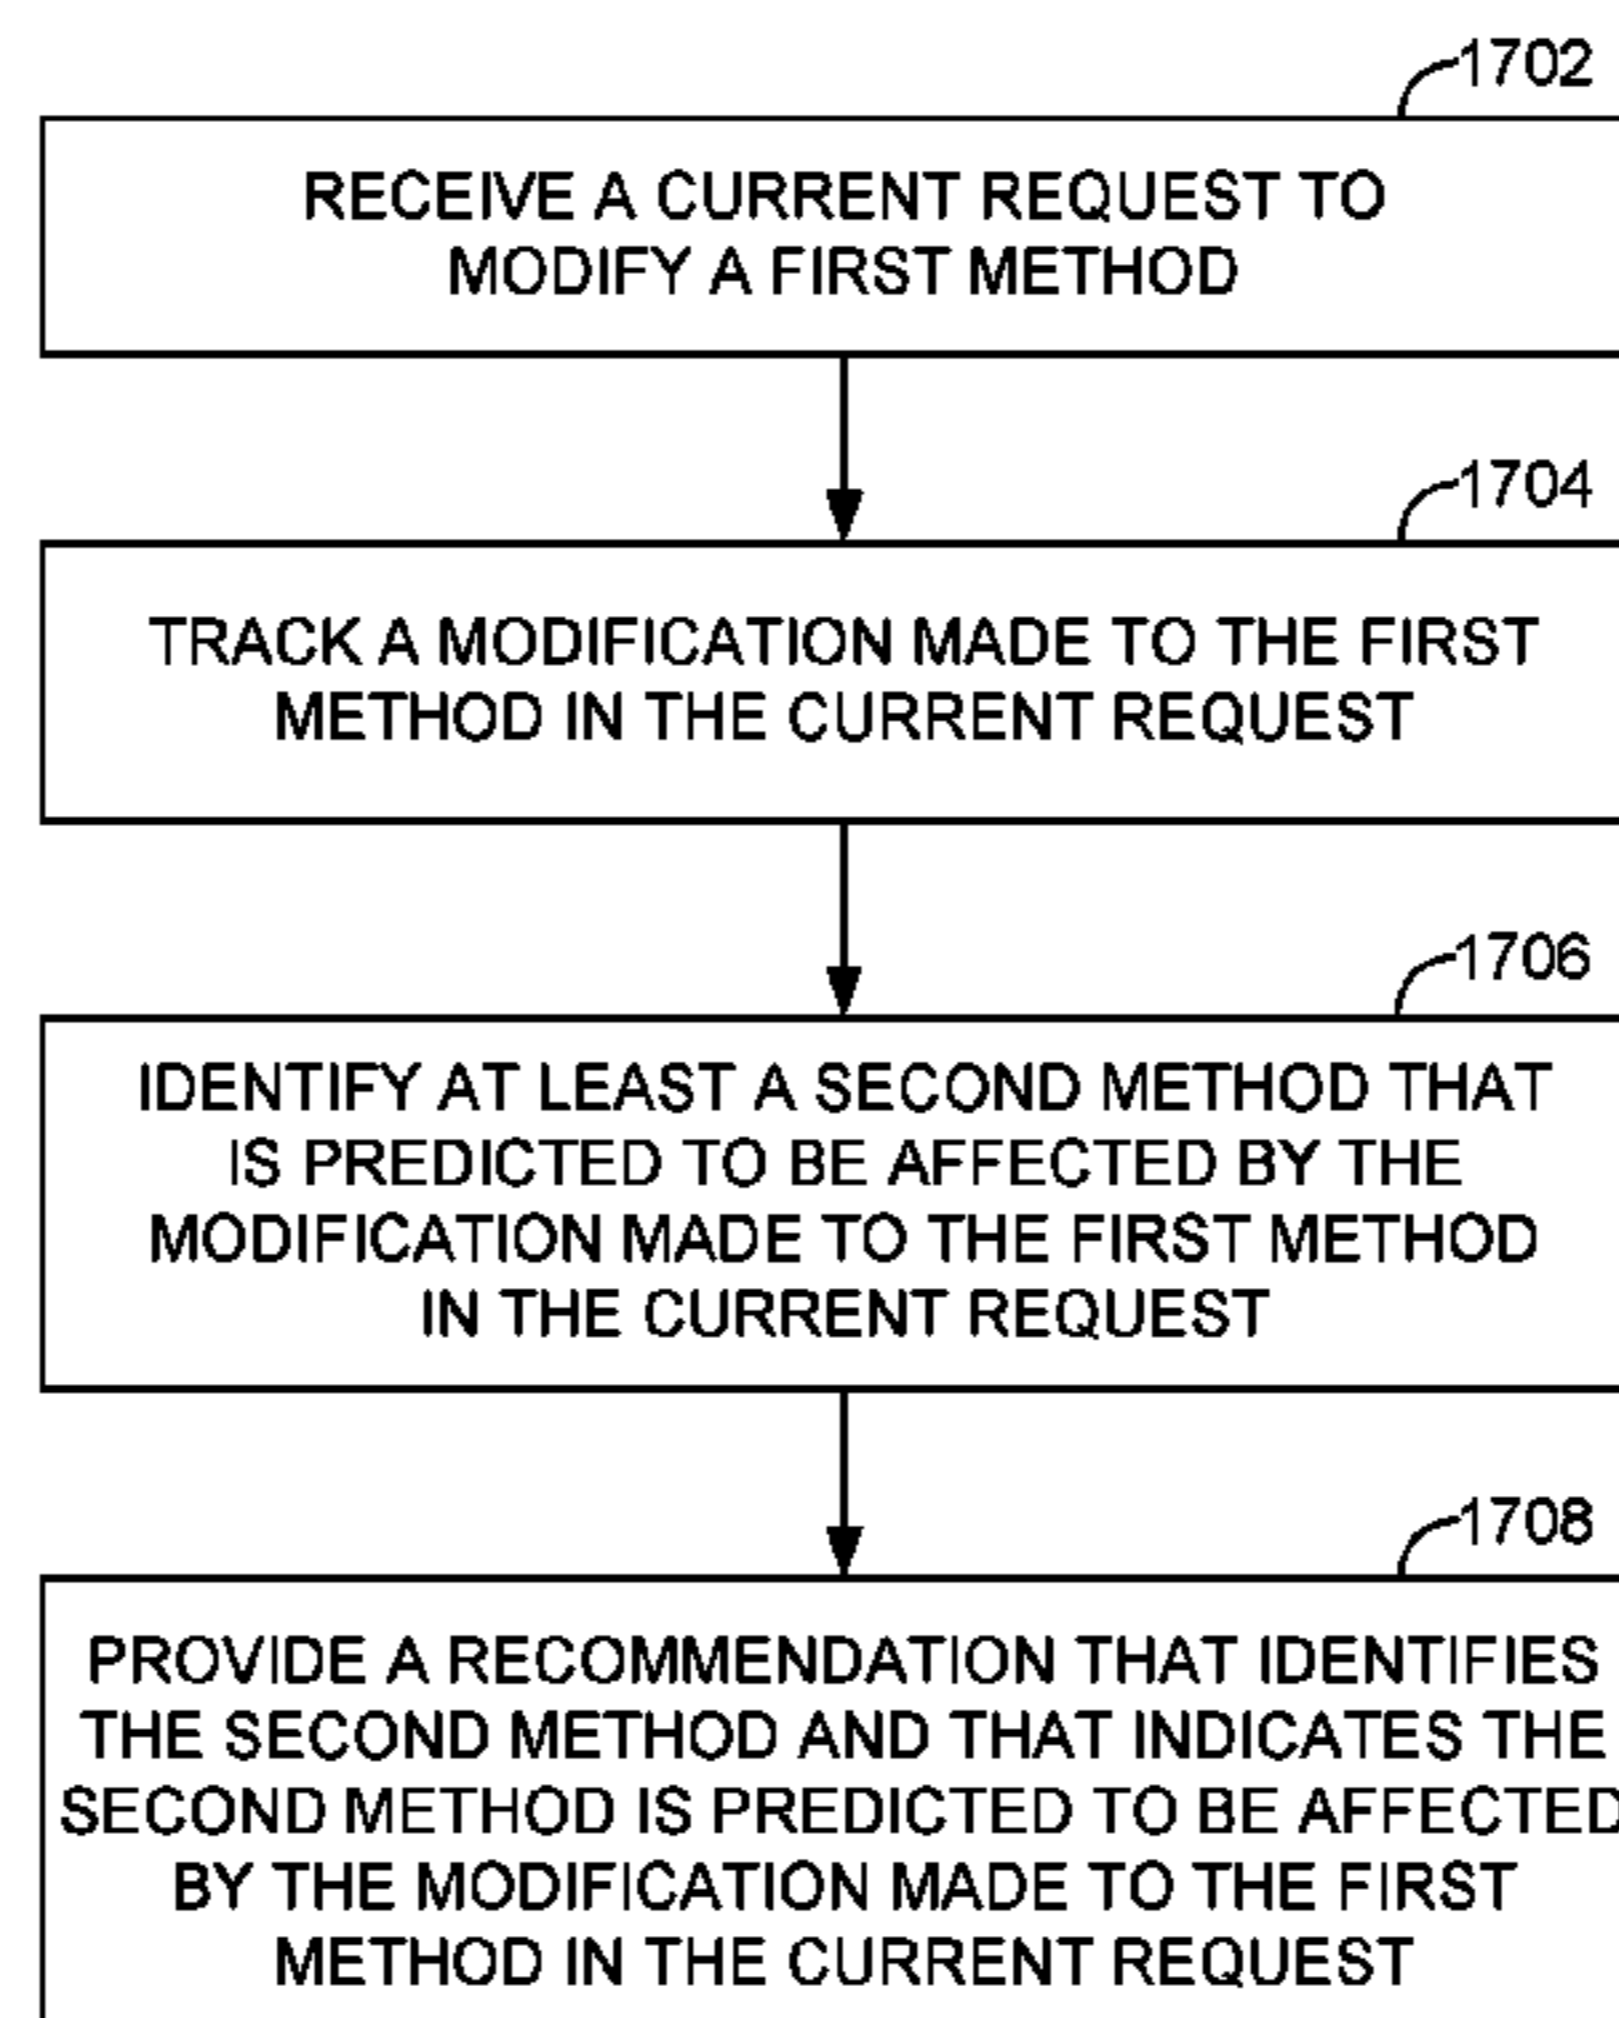 1702
RECEIVE A CURRENT REQUEST TO
MODIFY A FIRST METHOD
1704
TRACK A MODIFICATION MADE TO THE FIRST
METHOD IN THE CURRENT REQUEST
1706
IDENTIFY AT LEAST A SECOND METHOD THAT
IS PREDICTED TO BE AFFECTED BY THE
MODIFICATION MADE TO THE FIRST METHOD
IN THE CURRENT REQUEST
1708
PROVIDE A RECOMMENDATION THAT IDENTIFIES
THE SECOND METHOD AND THAT INDICATES THE
SECOND METHOD IS PREDICTED TO BE AFFECTED
BY THE MODIFICATION MADE TO THE FIRST
METHOD IN THE CURRENT REQUEST